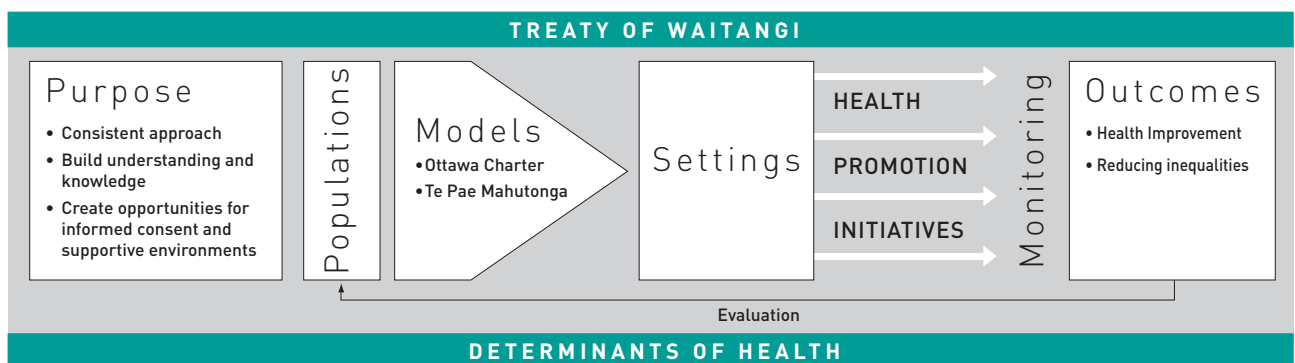 TREATY OF WAITANGI
Purpose
• Consistent approach
• Build understanding and
knowledge
• Create opportunities for
informed consent and
supportive environments
Populations
Models
•Ottawa Charter
•Te Pae Mahutonga
Settings
HEALTH
PROMOTION
INITIATIVES
Monitoring
Outcomes
• Health Improvement
• Reducing inequalities
Evaluation
DETERMINANTS OF HEALTH